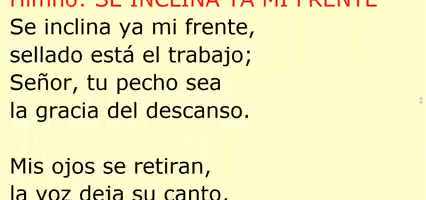 Himno: SE INCLINA YA MI FRENTE
Se inclina ya mi frente,
sellado está el trabajo;
Señor, tu pecho sea
la gracia del descanso.
Mis ojos se retiran,
la voz deja su canto,